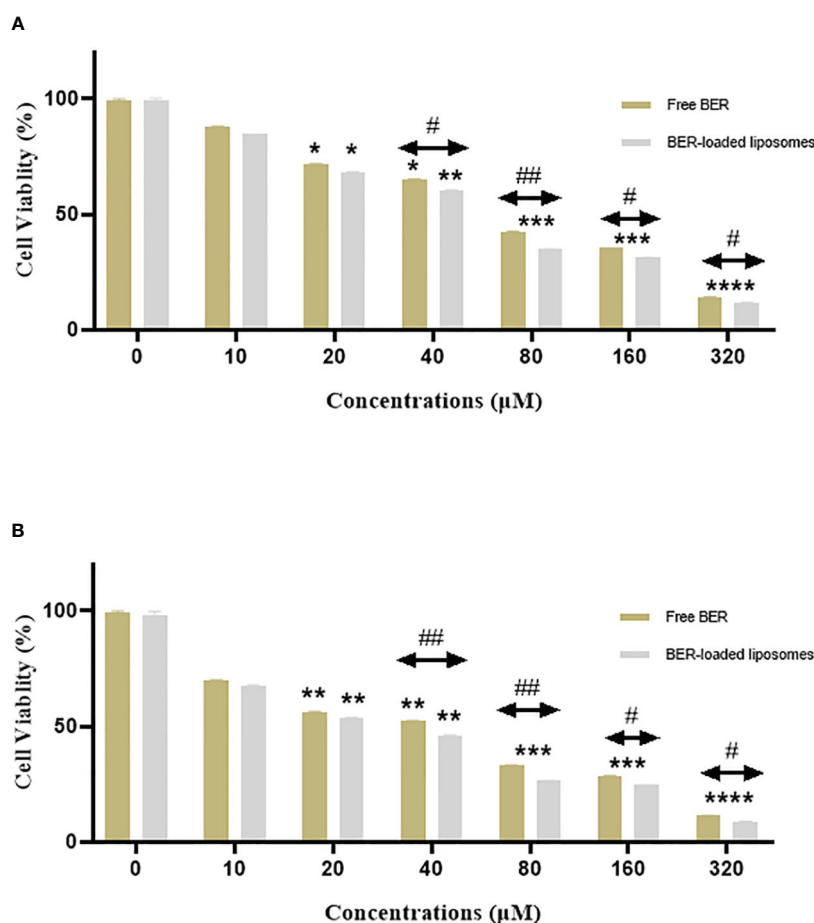 A
100
50
0
Cell Viablity (%)
Free BER
BER-loaded liposomes
#
##
#
#
* *
* **
***
***
****
0 10 20 40 80 160 320
Concentrations (µM)
B
100
50
0
Cell Viablity (%)
Free BER
BER-loaded liposomes
##
##
#
#
** **
** **
***
***
****
0 10 20 40 80 160 320
Concentrations (µM)